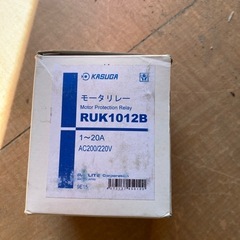 KASUGA
モータリレー
Motor Protection Relay
RUK1012B
1〜20A
AC200/220V